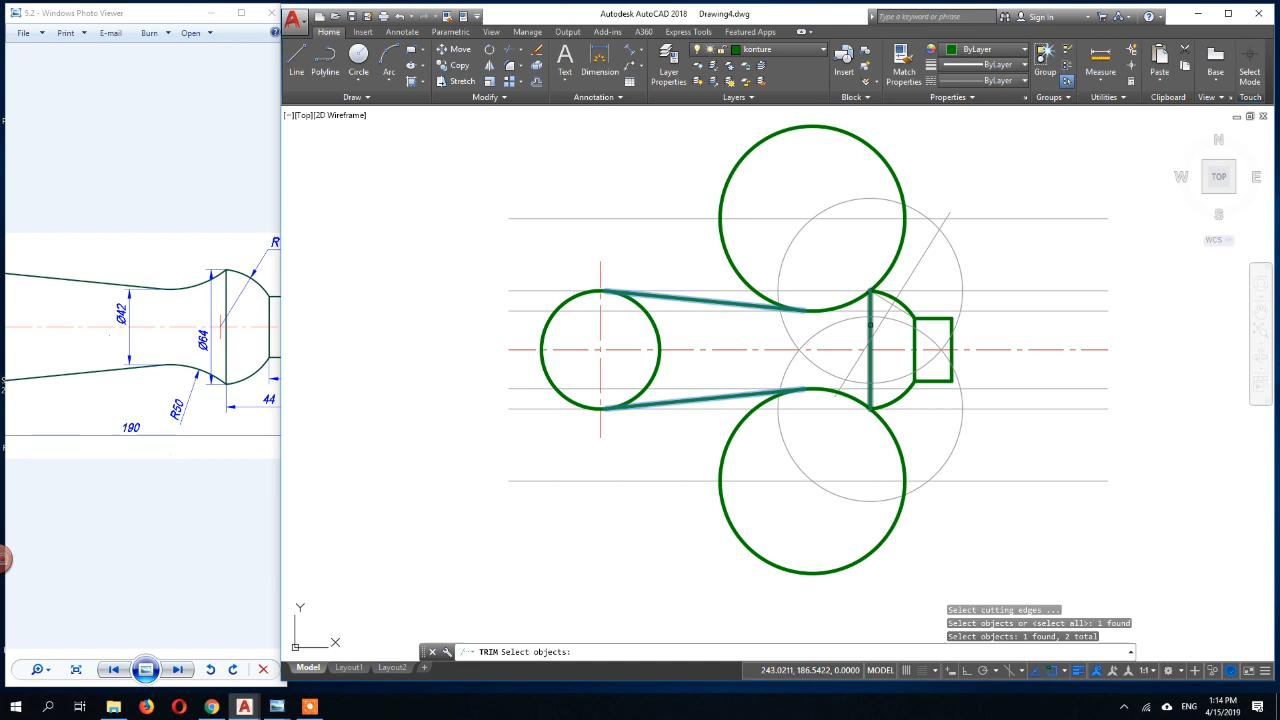 5.2 - Windows Photo Viewer
File
Print
E-mail
Burn
Open
R
Ø42
Ø64
R50
44
190
A
Autodesk AutoCAD 2018 Drawing4.dwg
Type a keyword or phrase
Sign In
Home
Insert
Annotate
Parametric
View
Manage
Output
Add-ins
A360
Express Tools
Featured Apps
Line
Polyline
Circle
Arc
Move
Copy
Stretch
Text
Dimension
Layer
Properties
konture
Insert
Match
Properties
ByLayer
ByLayer
ByLayer
Group
Measure
Paste
Base
Select
Mode
Draw
Modify
Annotation
Layers
Block
Properties
Groups
Utilities
Clipboard
View
Touch
[−][Top][2D Wireframe]
N
W
TOP
E
S
WCS
Y
X
Select cutting edges ...
Select objects or <select all>: 1 found
Select objects: 1 found, 2 total
TRIM Select objects:
Model
Layout1
Layout2
+
243.0211, 186.5422, 0.0000
MODEL
1:1
ENG
1:14 PM
4/15/2019